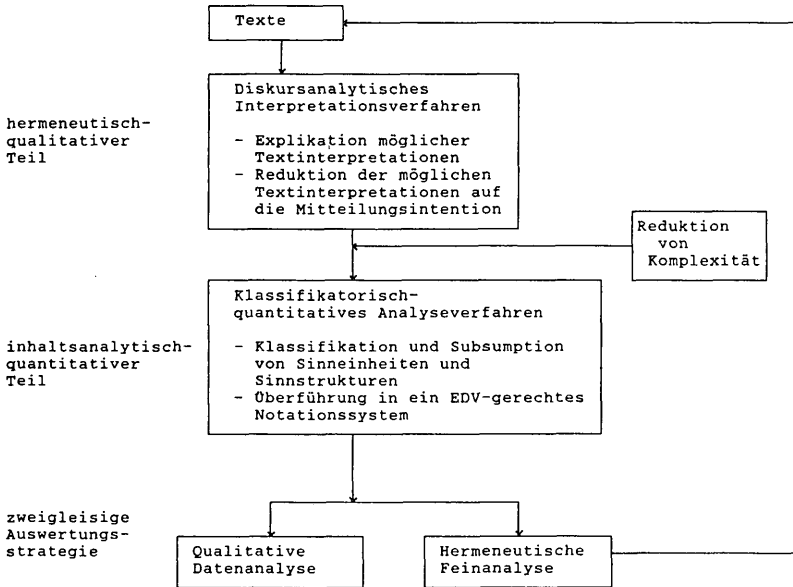 Texte
Diskursanalytisches
Interpretationsverfahren
- Explikation möglicher
Textinterpretationen
- Reduktion der möglichen
Textinterpretationen auf
die Mitteilungsintention
hermeneutisch-
qualitativer
Teil
Reduktion
von
Komplexität
Klassifikatorisch-
quantitatives Analyseverfahren
- Klassifikation und Subsumption
von Sinneinheiten und
Sinnstrukturen
- Überführung in ein EDV-gerechtes
Notationssystem
inhaltsanalytisch-
quantitativer
Teil
zweigleisige
Auswertungs-
strategie
Qualitative
Datenanalyse
Hermeneutische
Feinanalyse